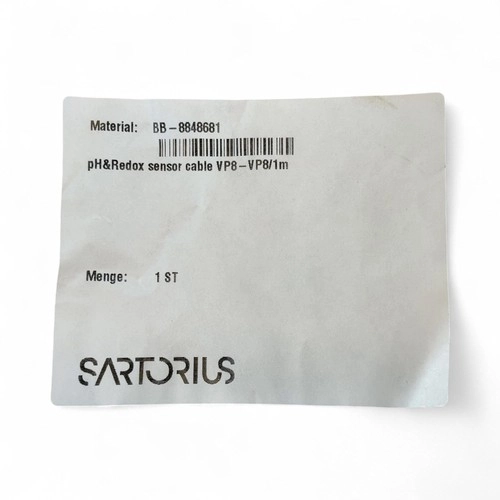 Material: BB-8848681
pH&Redox sensor cable VP8-VP8/1m
Menge: 1 ST
SARTORIUS